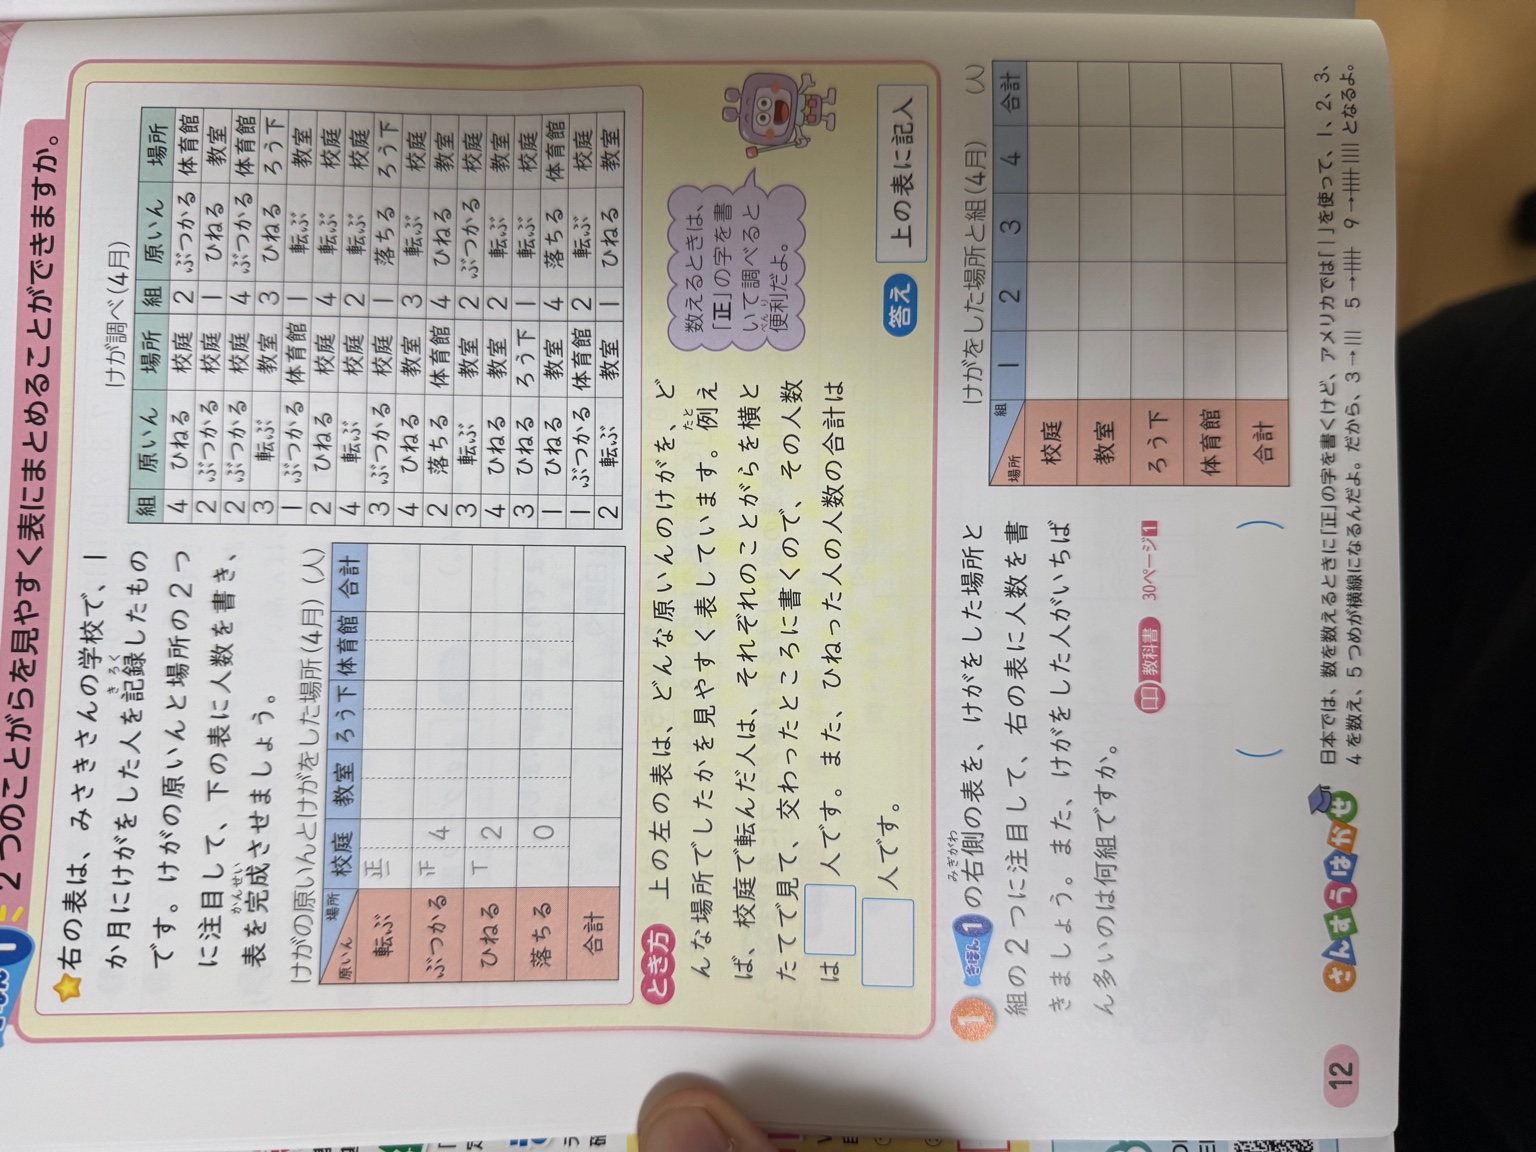 2つのことがらを見やすく表にまとめることができますか。
右の表は、みさきさんの学校で、1
か月にけがをした人を記録したもの
きろく
です。けがの原いんと場所の2つ
に注目して、下の表に人数を書き、
表を完成させましょう。
かんせい
けがの原いんとけがをした場所(4月) (人)
場所
原いん
校庭 教室 ろう下 体育館 合計
転ぶ 正
ぶつかる 4
ひねる 2
落ちる 0
合計
けが調べ(4月)
組 原いん 場所 組 原いん 場所
4 ひねる 校庭 2 ぶつかる 体育館
2 ぶつかる 校庭 1 ひねる 教室
2 ぶつかる 校庭 4 ぶつかる 体育館
3 転ぶ 教室 3 ひねる ろう下
1 ぶつかる 体育館 1 転ぶ 教室
2 ひねる 校庭 4 転ぶ 校庭
4 転ぶ 校庭 2 転ぶ 校庭
3 ぶつかる 校庭 1 落ちる ろう下
4 ひねる 教室 3 転ぶ 校庭
2 落ちる 体育館 4 ひねる 教室
3 転ぶ 教室 2 ぶつかる 校庭
4 ひねる 教室 2 転ぶ 教室
3 ひねる ろう下 1 転ぶ 校庭
1 ひねる 教室 4 落ちる 体育館
1 ぶつかる 体育館 2 転ぶ 校庭
2 転ぶ 教室 1 ひねる 教室
とき方 上の左の表は、どんな原いんのけがを、ど
んな場所でしたかを見やすく表しています。例え
たと
ば、校庭で転んだ人は、それぞれのことがらを横と
たてで見て、交わったところに書くので、その人数
は 人です。また、ひねった人の人数の合計は
人です。
数えるときは、
「正」の字を書
いて調べると
便利だよ。
べんり
答え 上の表に記入
1 きほん1の右側の表を、けがをした場所と
みぎがわ
組の2つに注目して、右の表に人数を書
きましょう。また、けがをした人がいちば
ん多いのは何組ですか。
教科書 30ページ1
( )
けがをした場所と組(4月) (人)
組
場所
1 2 3 4 合計
校庭
教室
ろう下
体育館
合計
さんすうはかせ
日本では、数を数えるときに「正」の字を書くけど、アメリカでは「|」を使って、1、2、3、
4を数え、5つめが横線になるんだよ。だから、3→||| 5→卌 9→卌|||| となるよ。
12